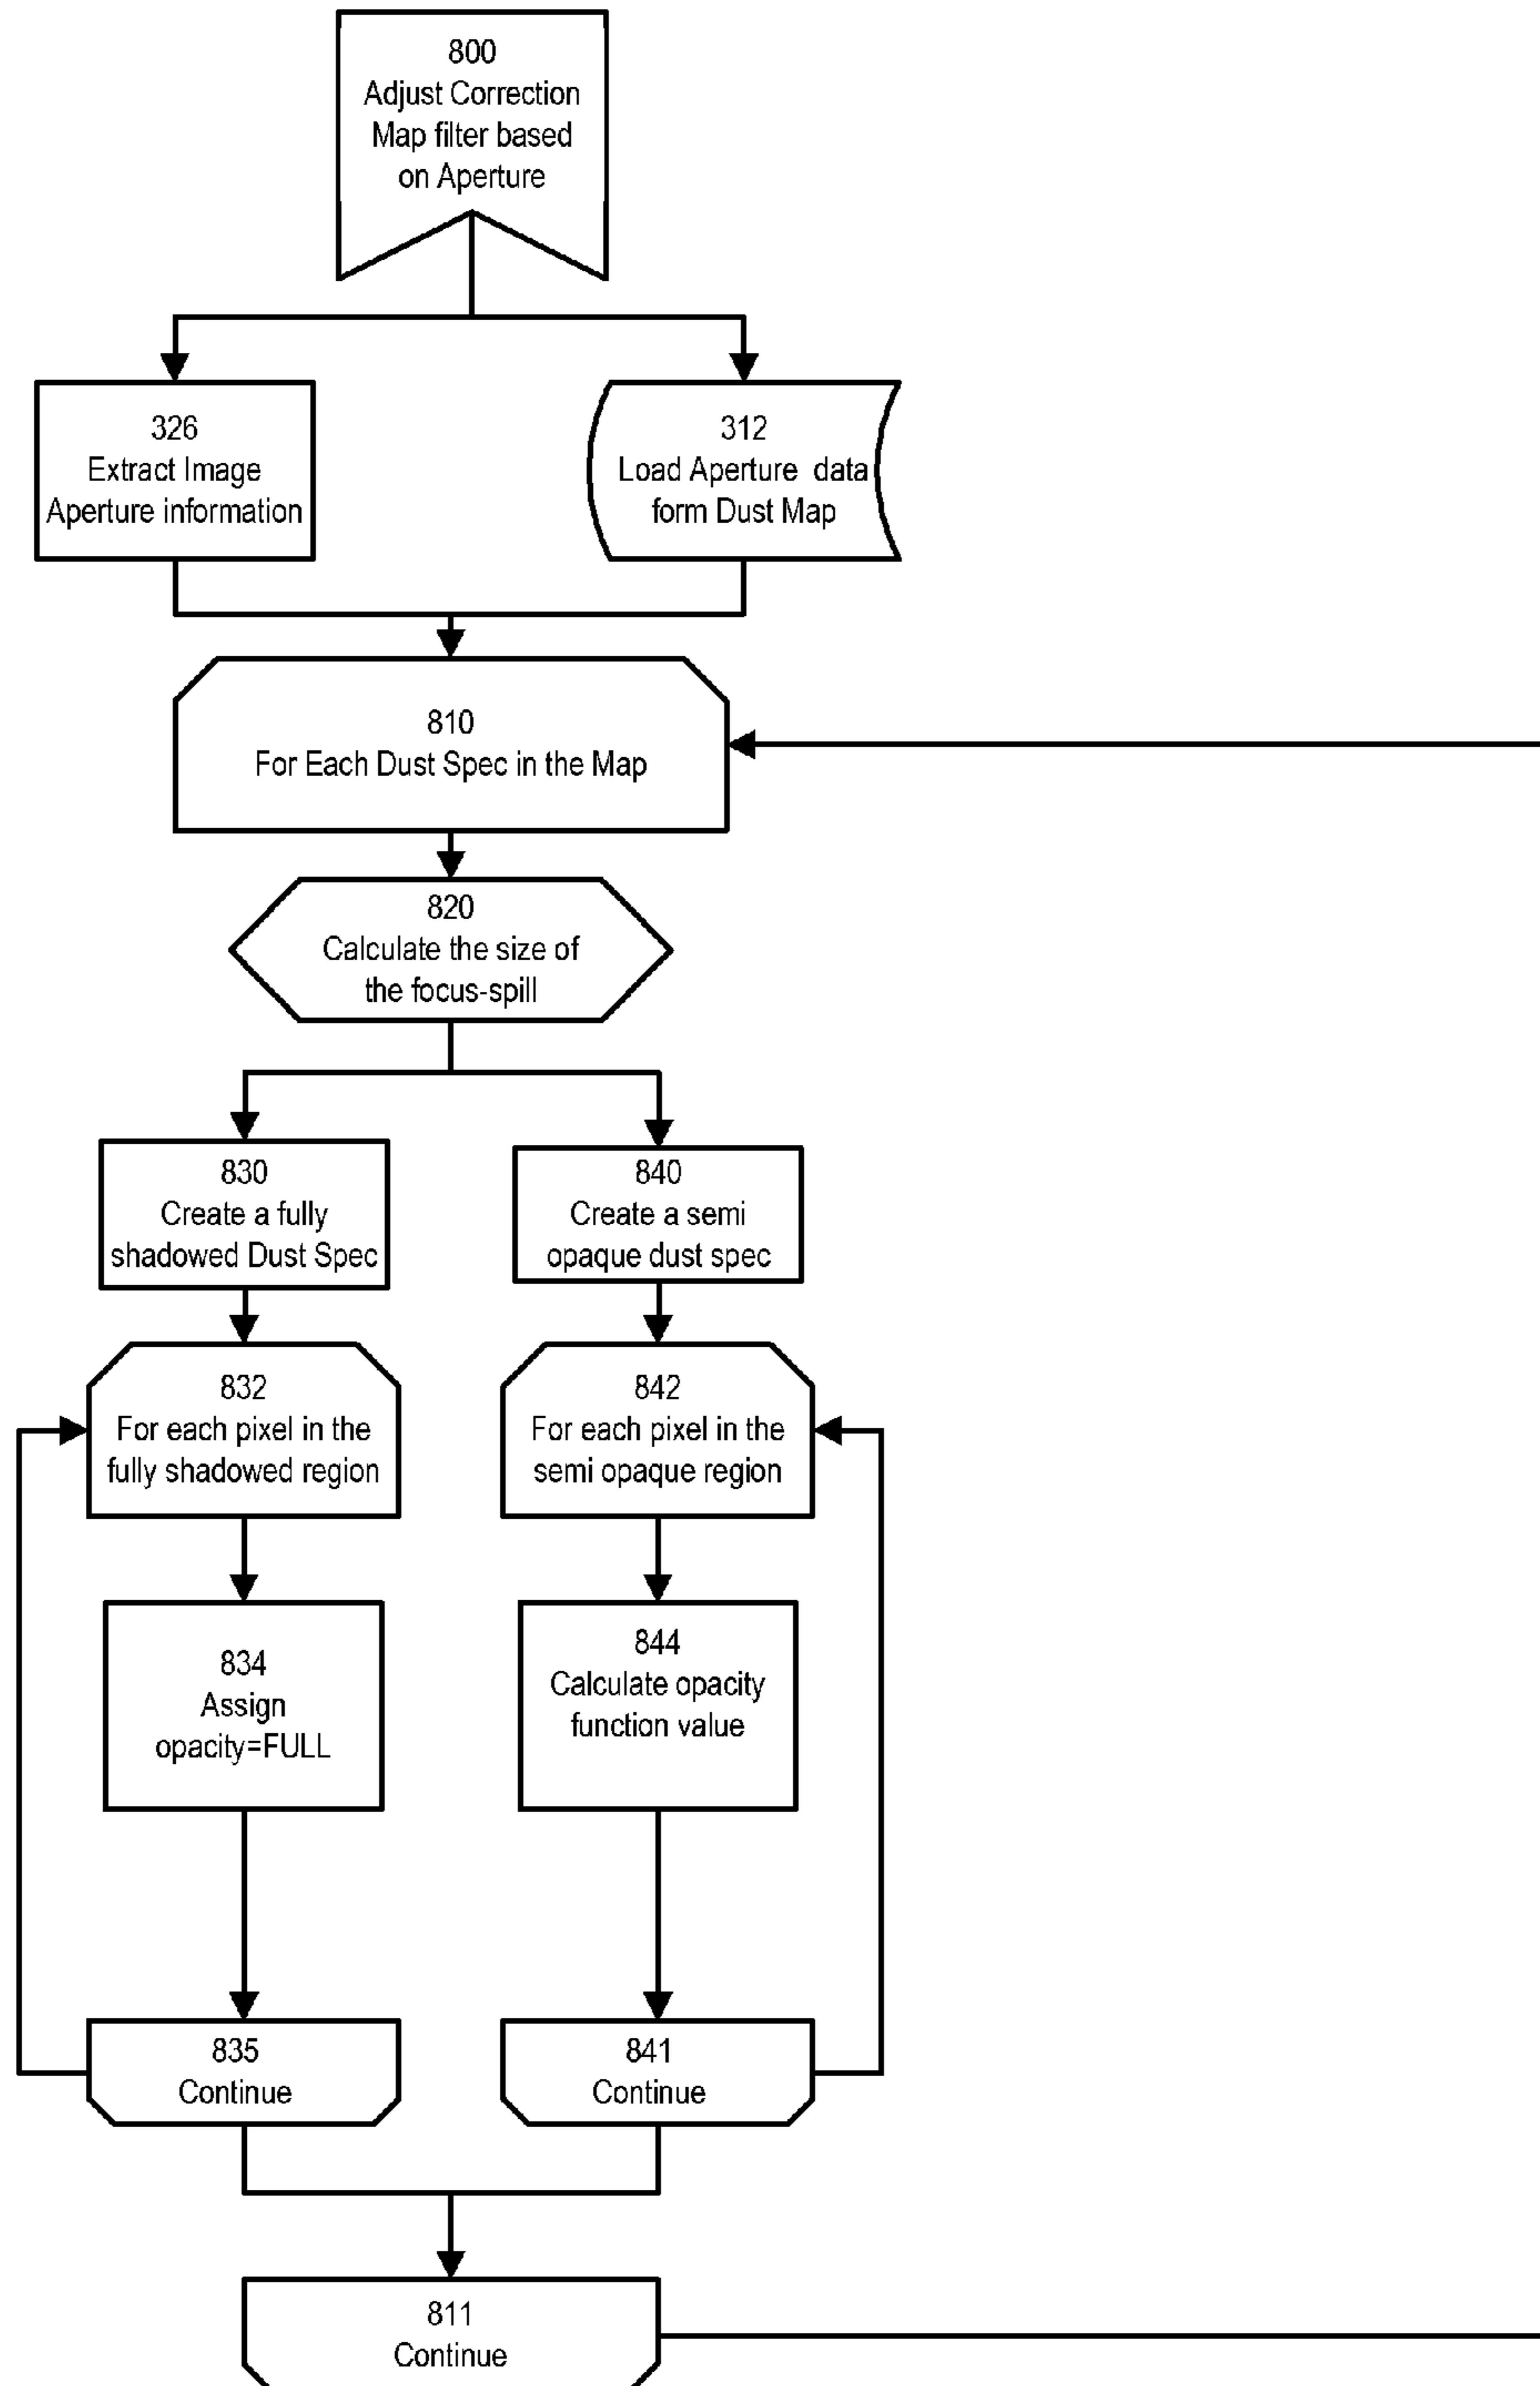 800
Adjust Correction
Map filter based
on Aperture
326
Extract Image
Aperture information
312
Load Aperture data
form Dust Map
810
For Each Dust Spec in the Map
820
Calculate the size of
the focus-spill
830
Create a fully
shadowed Dust Spec
840
Create a semi
opaque dust spec
832
For each pixel in the
fully shadowed region
842
For each pixel in the
semi opaque region
834
Assign
opacity=FULL
844
Calculate opacity
function value
835
Continue
841
Continue
811
Continue